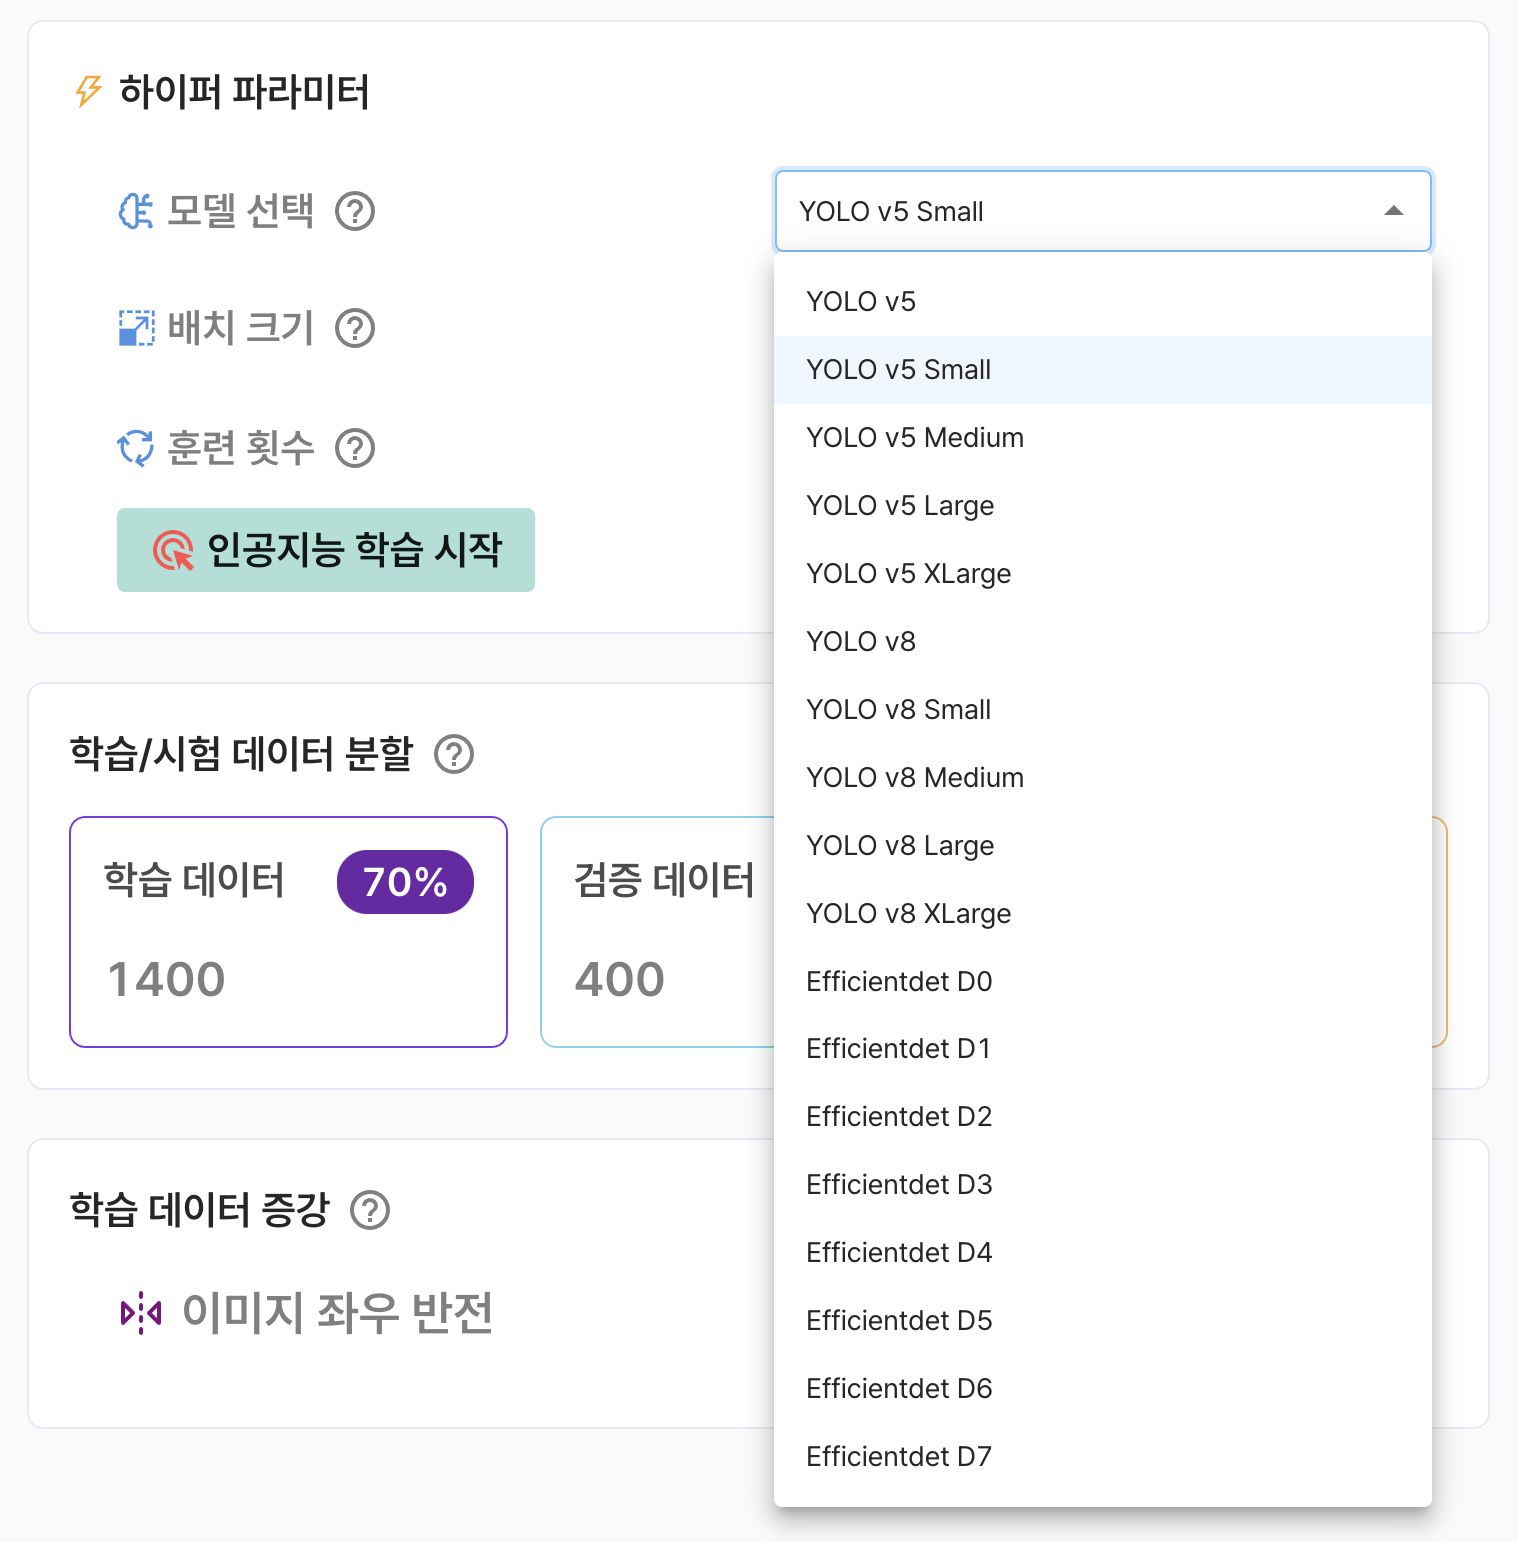 하이퍼 파라미터
모델 선택
YOLO v5 Small
배치 크기
훈련 횟수
인공지능 학습 시작
YOLO v5
YOLO v5 Small
YOLO v5 Medium
YOLO v5 Large
YOLO v5 XLarge
YOLO v8
YOLO v8 Small
YOLO v8 Medium
YOLO v8 Large
YOLO v8 XLarge
Efficientdet D0
Efficientdet D1
Efficientdet D2
Efficientdet D3
Efficientdet D4
Efficientdet D5
Efficientdet D6
Efficientdet D7
학습/시험 데이터 분할
학습 데이터 70%
1400
검증 데이터
400
학습 데이터 증강
이미지 좌우 반전